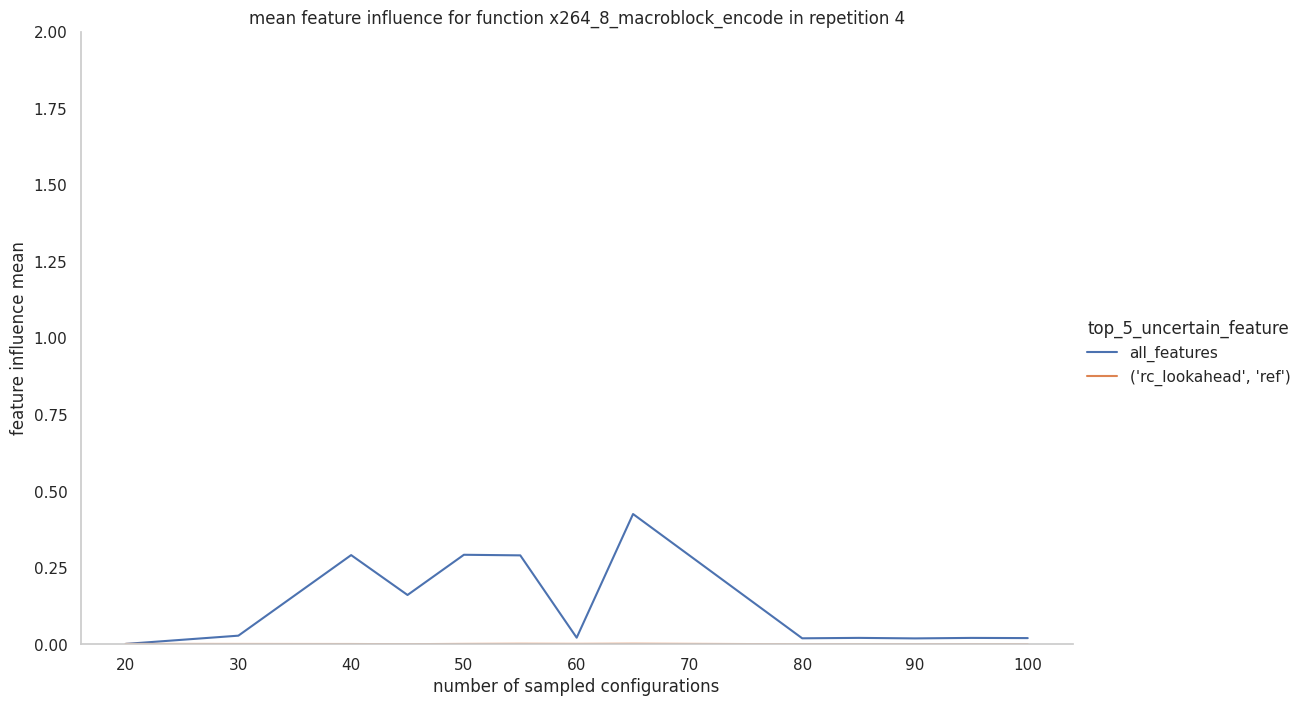 mean feature influence for function x264_8_macroblock_encode in repetition 4
2.00
1.75
1.50
1.25
1.00
0.75
0.50
0.25
0.00
feature influence mean
20 30 40 50 60 70 80 90 100
number of sampled configurations
top_5_uncertain_feature
all_features
('rc_lookahead', 'ref')